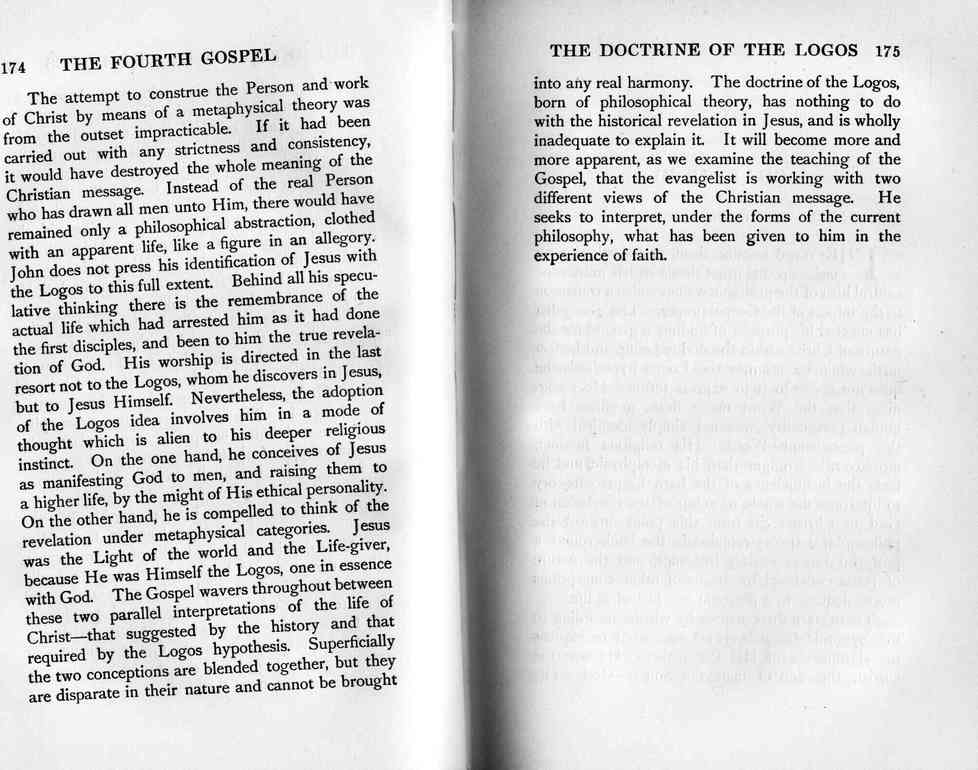 174 THE FOURTH GOSPEL
The attempt to construe the Person and work
of Christ by means of a metaphysical theory was
from the outset impracticable. If it had been
carried out with any strictness and consistency,
it would have destroyed the whole meaning of the
Christian message. Instead of the real Person
who has drawn all men unto Him, there would have
remained only a philosophical abstraction, clothed
with an apparent life, like a figure in an allegory.
John does not press his identification of Jesus with
the Logos to this full extent. Behind all his specu-
lative thinking there is the remembrance of the
actual life which had arrested him as it had done
the first disciples, and been to him the true revela-
tion of God. His worship is directed in the last
resort not to the Logos, whom he discovers in Jesus,
but to Jesus Himself. Nevertheless, the adoption
of the Logos idea involves him in a mode of
thought which is alien to his deeper religious
instinct. On the one hand, he conceives of Jesus
as manifesting God to men, and raising them to
a higher life, by the might of His ethical personality.
On the other hand, he is compelled to think of the
revelation under metaphysical categories. Jesus
was the Light of the world and the Life-giver,
because He was Himself the Logos, one in essence
with God. The Gospel wavers throughout between
these two parallel interpretations of the life of
Christ—that suggested by the history and that
required by the Logos hypothesis. Superficially
the two conceptions are blended together, but they
are disparate in their nature and cannot be brought
THE DOCTRINE OF THE LOGOS 175
into any real harmony. The doctrine of the Logos,
born of philosophical theory, has nothing to do
with the historical revelation in Jesus, and is wholly
inadequate to explain it. It will become more and
more apparent, as we examine the teaching of the
Gospel, that the evangelist is working with two
different views of the Christian message. He
seeks to interpret, under the forms of the current
philosophy, what has been given to him in the
experience of faith.